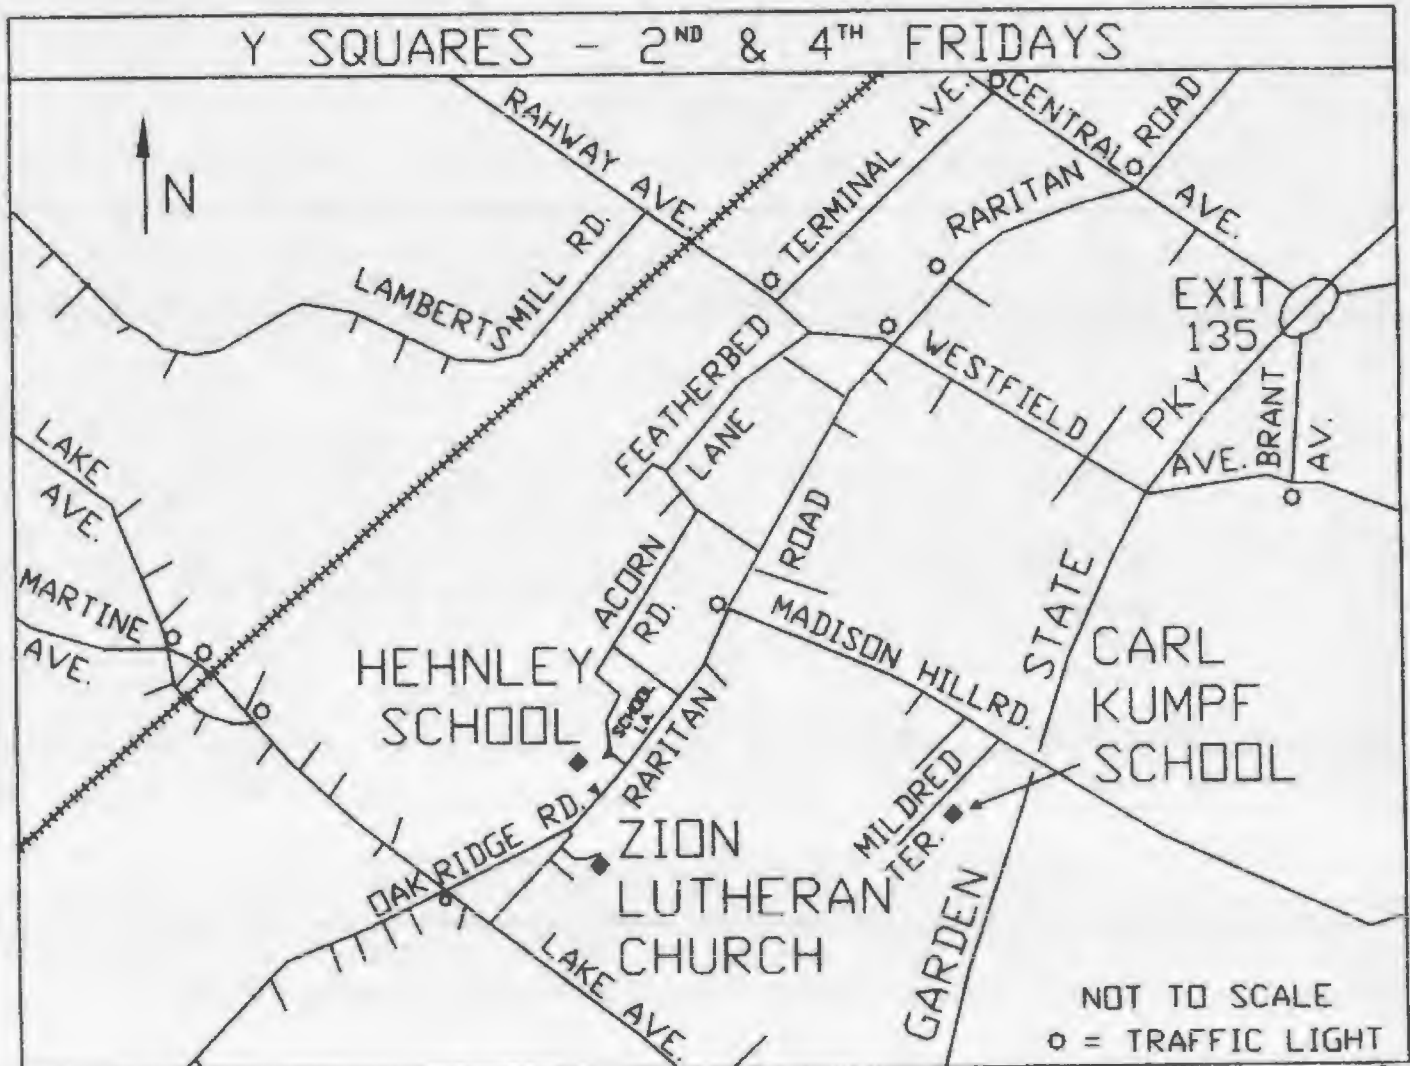 Y SQUARES - 2ND & 4TH FRIDAYS
N
RAHWAY AVE.
TERMINAL AVE.
CENTRAL AVE.
ROAD
RARITAN
LAMBERTS MILL RD.
EXIT
135
FEATHERBED
LANE
WESTFIELD
AVE.
PKY
BRANT
AV.
LAKE
AVE.
MARTINE
AVE.
ACORN
RD.
ROAD
MADISON HILL RD.
STATE
HEHNLEY
SCHOOL
SCHOOL
LA.
RARITAN
CARL
KUMPF
SCHOOL
MILDRED
TER.
OAK RIDGE RD.
ZION
LUTHERAN
CHURCH
GARDEN
LAKE
AVE.
NOT TO SCALE
= TRAFFIC LIGHT